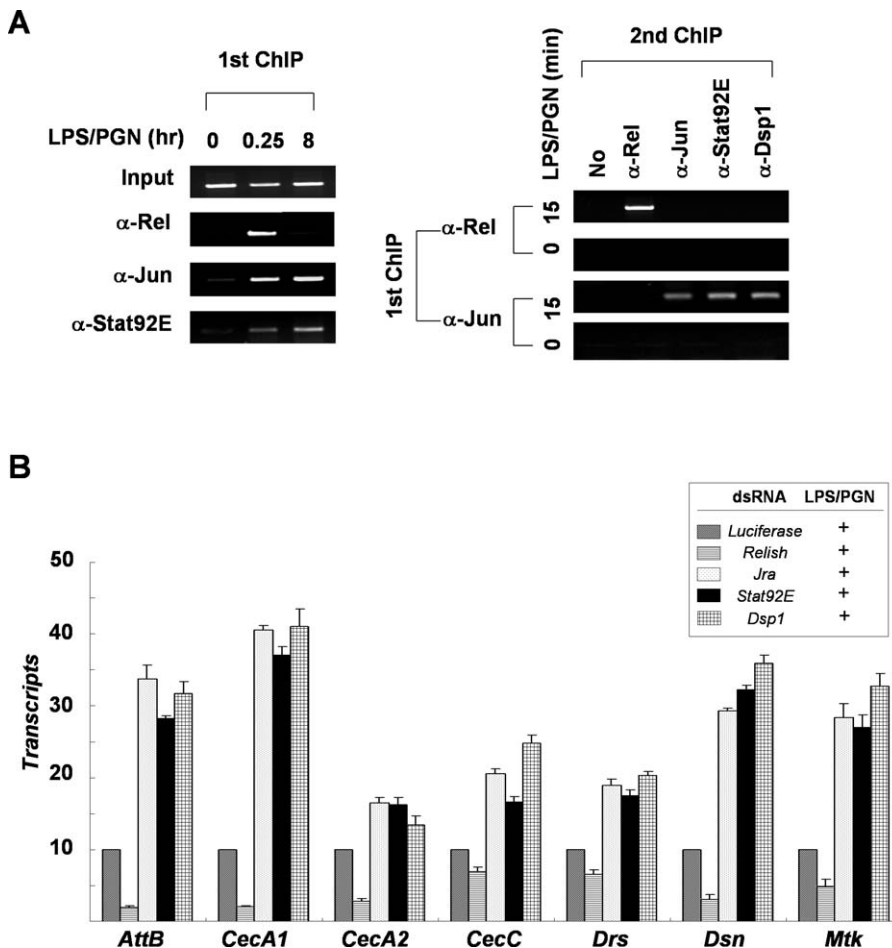 A
1st ChIP
LPS/PGN (hr) 0 0.25 8
Input
α-Rel
α-Jun
α-Stat92E
2nd ChIP
LPS/PGN (min)
No
α-Rel
α-Jun
α-Stat92E
α-Dsp1
1st ChIP
α-Rel
15
0
α-Jun
15
0
B
dsRNA LPS/PGN
Luciferase +
Relish +
Jra +
Stat92E +
Dsp1 +
Transcripts
50
40
30
20
10
AttB CecA1 CecA2 CecC Drs Dsn Mtk